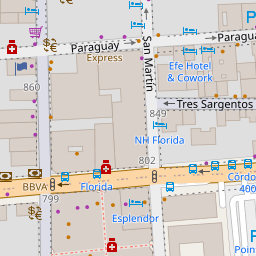 Paraguay
Express
San Martín
Paragua
Efe Hotel
& Cowork
860
Tres Sargentos
849
NH Florida
802
BBVA
Florida
Córdo
400
799
Esplendor
P
Poin